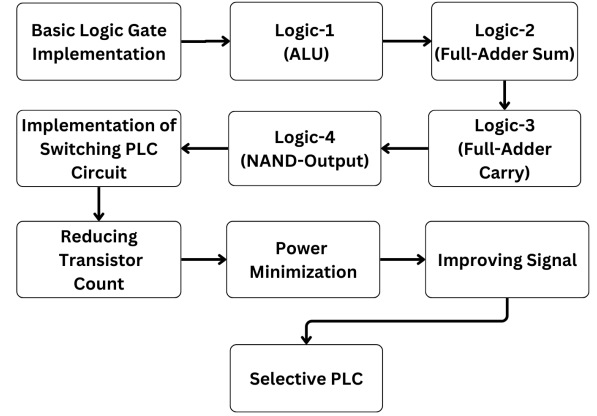 Basic Logic Gate
Implementation
Logic-1
(ALU)
Logic-2
(Full-Adder Sum)
Logic-3
(Full-Adder
Carry)
Logic-4
(NAND-Output)
Implementation of
Switching PLC
Circuit
Reducing
Transistor
Count
Power
Minimization
Improving Signal
Selective PLC